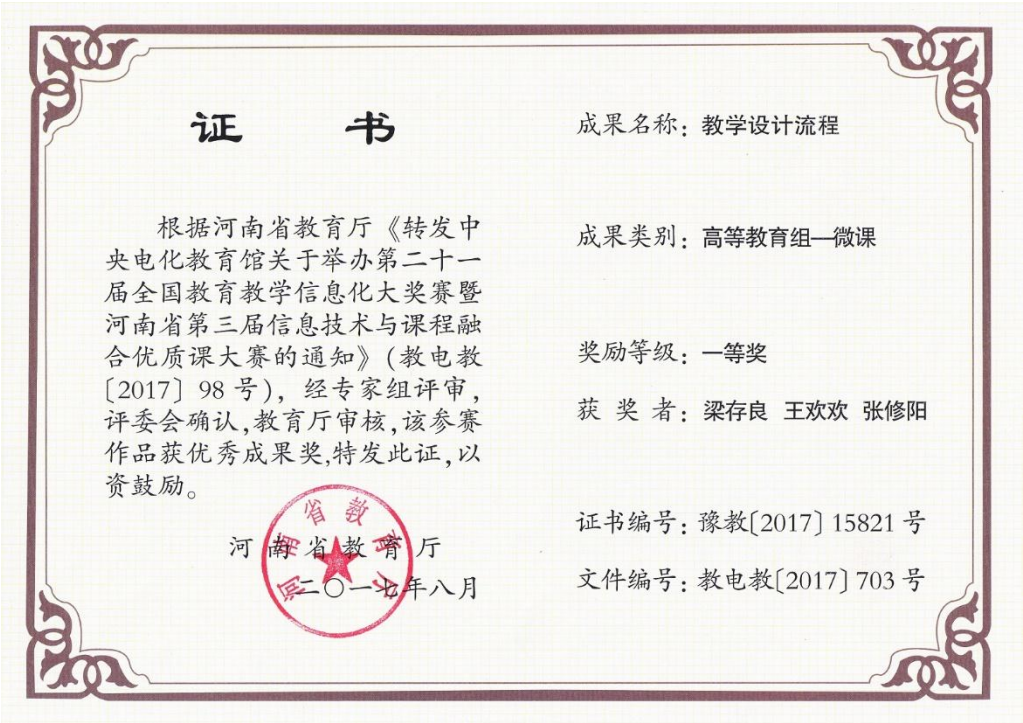 证 书
根据河南省教育厅《转发中
央电化教育馆关于举办第二十一
届全国教育教学信息化大奖赛暨
河南省第三届信息技术与课程融
合优质课大赛的通知》(教电教
〔2017〕98号),经专家组评审,
评委会确认,教育厅审核,该参赛
作品获优秀成果奖,特发此证,以
资鼓励。
河南省教育厅
二〇一七年八月
河南省教育厅
成果名称:教学设计流程
成果类别:高等教育组—微课
奖励等级:一等奖
获 奖 者:梁存良 王欢欢 张修阳
证书编号:豫教〔2017〕15821号
文件编号:教电教〔2017〕703号